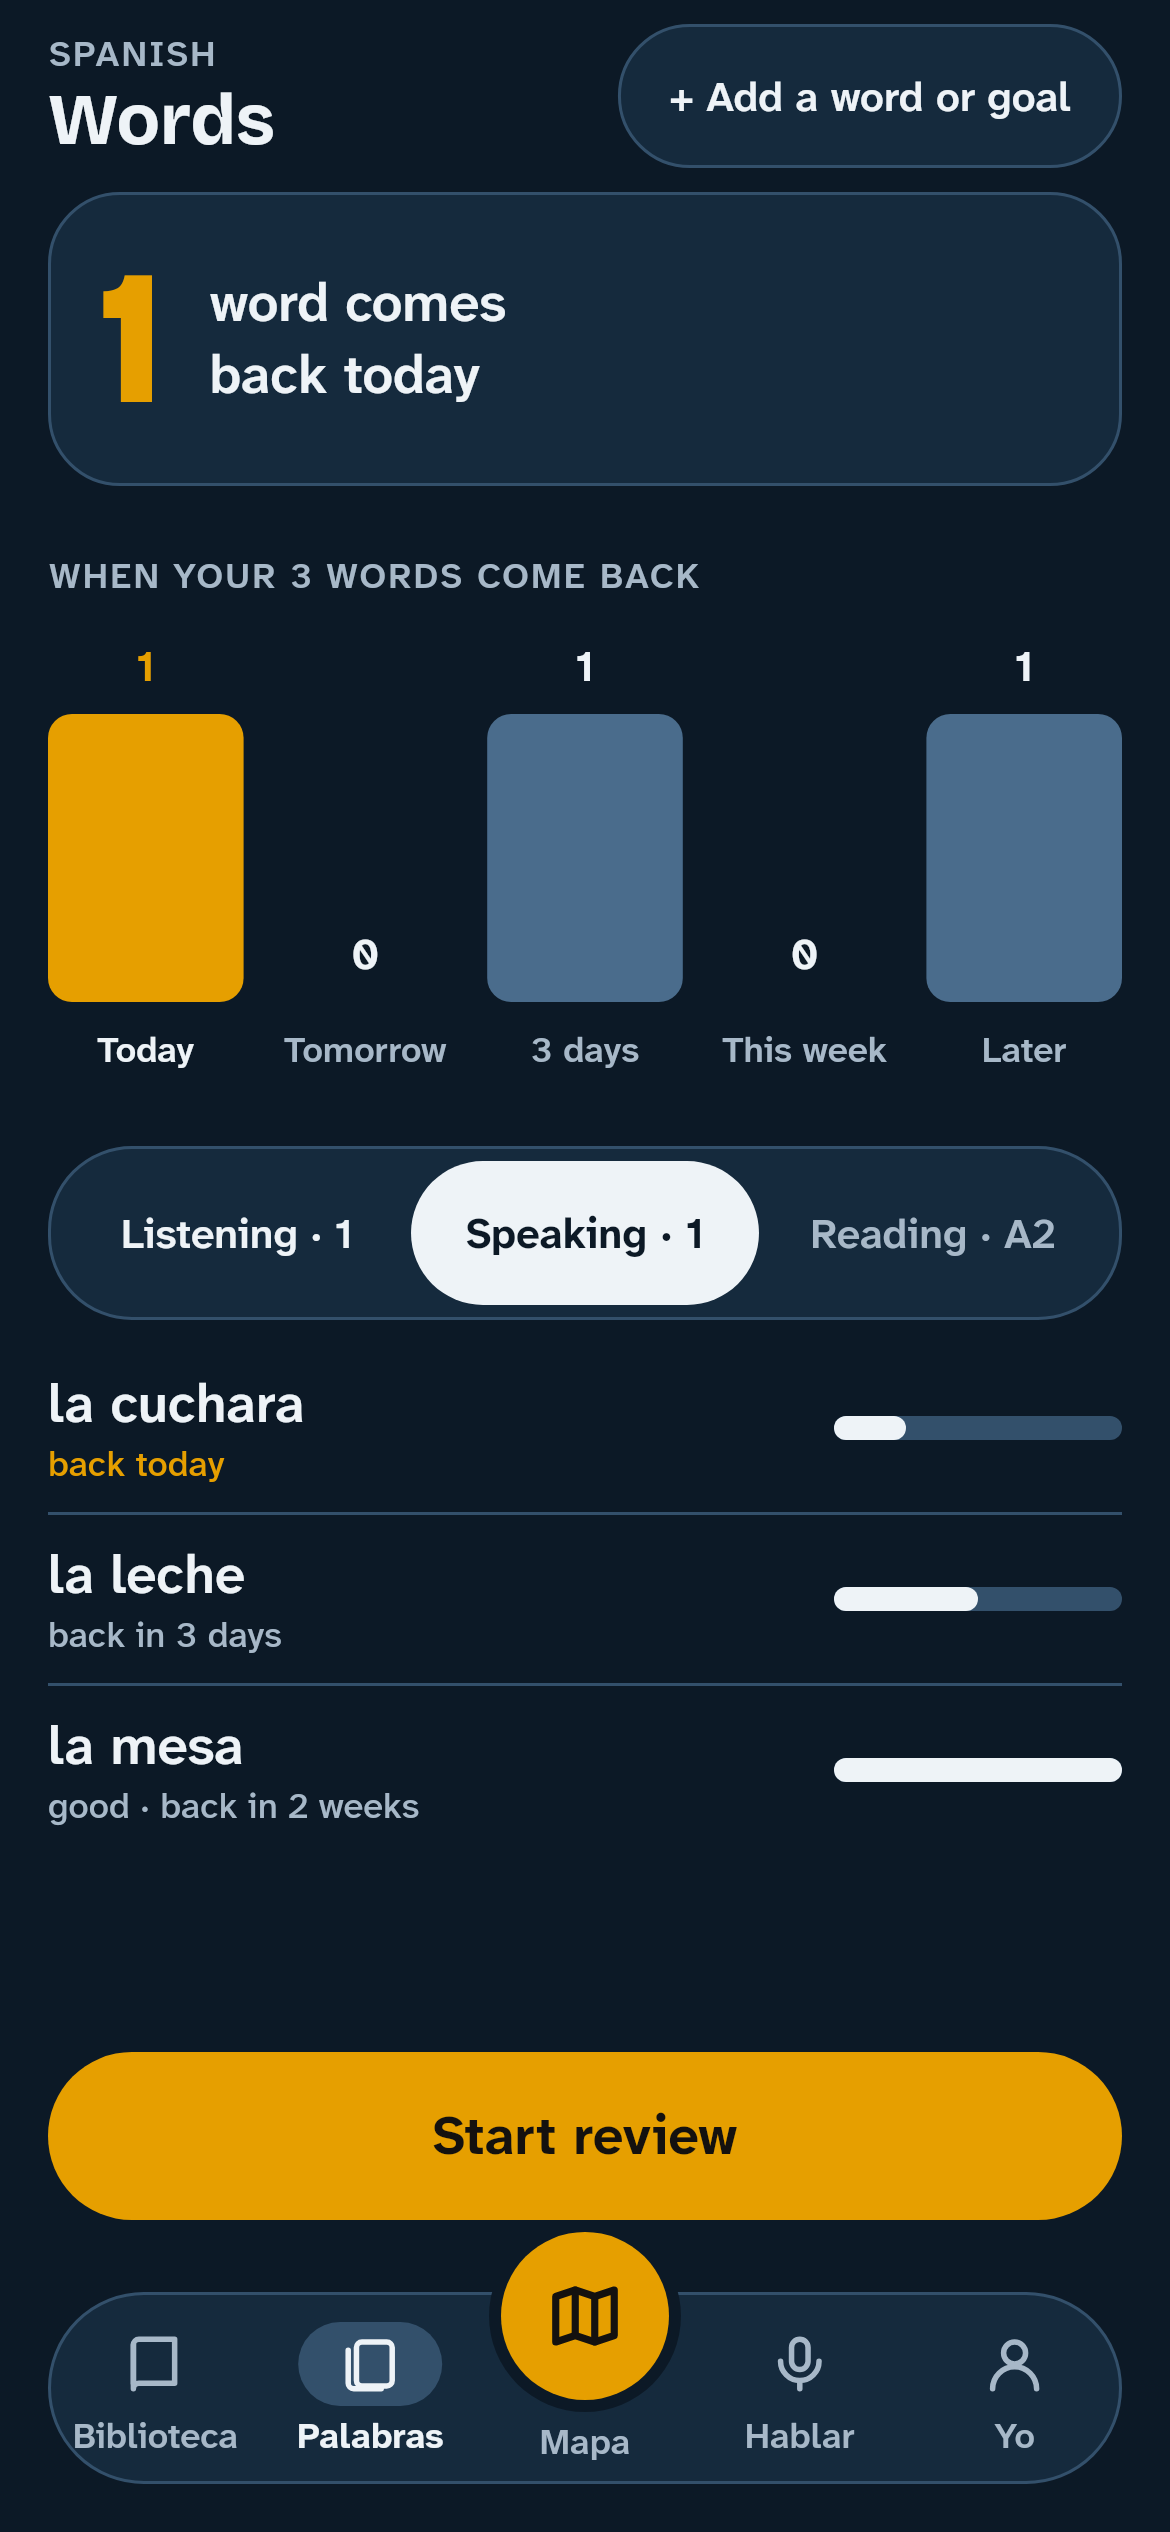 SPANISH
Words
+ Add a word or goal
1
word comes
back today
WHEN YOUR 3 WORDS COME BACK
1
0
1
0
1
Today
Tomorrow
3 days
This week
Later
Listening · 1
Speaking · 1
Reading · A2
la cuchara
back today
la leche
back in 3 days
la mesa
good · back in 2 weeks
Start review
Biblioteca
Palabras
Mapa
Hablar
Yo